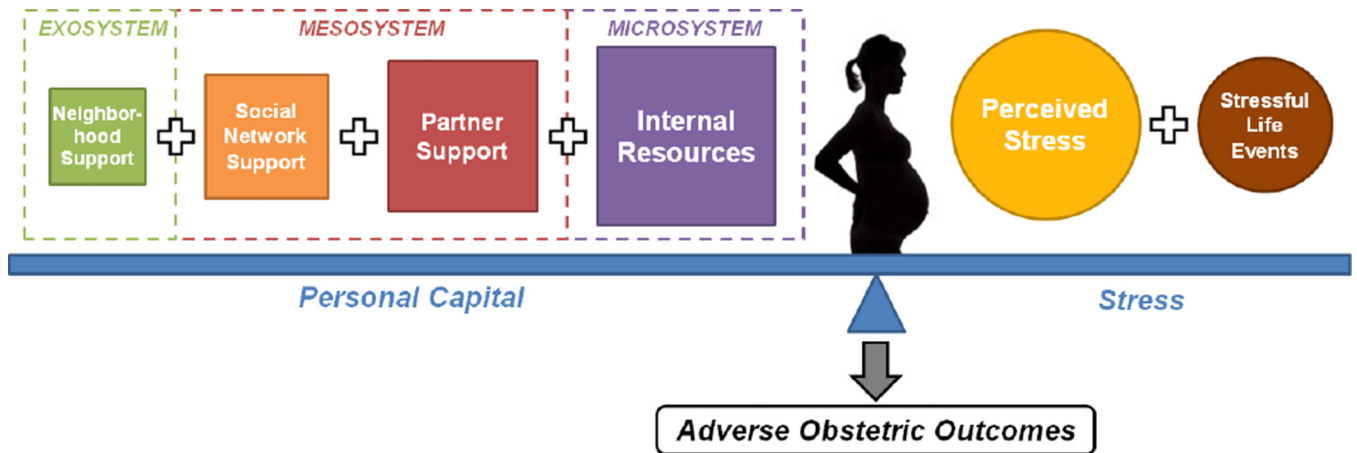 EXOSYSTEM
MESOSYSTEM
MICROSYSTEM
Neighbor-
hood
Support
Social
Network
Support
Partner
Support
Internal
Resources
Perceived
Stress
Stressful
Life
Events
Personal Capital
Stress
Adverse Obstetric Outcomes